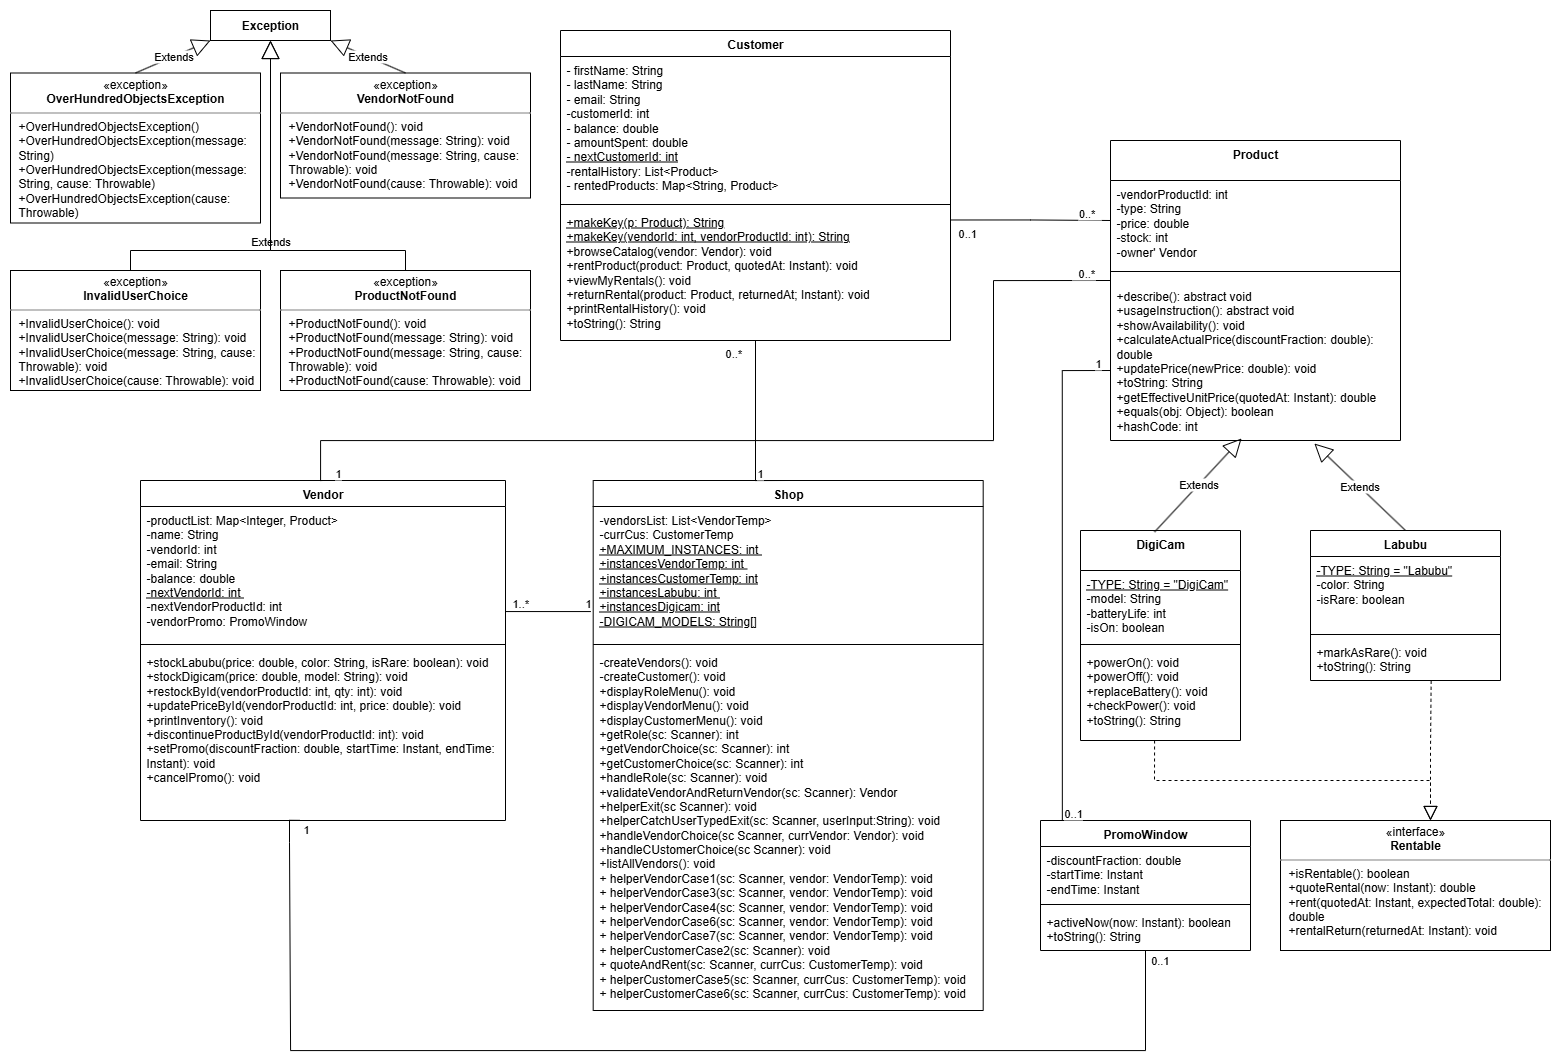 Exception
Extends
Extends
«exception»
OverHundredObjectsException
+OverHundredObjectsException()
+OverHundredObjectsException(message:
String)
+OverHundredObjectsException(message:
String, cause: Throwable)
+OverHundredObjectsException(cause:
Throwable)
«exception»
VendorNotFound
+VendorNotFound(): void
+VendorNotFound(message: String): void
+VendorNotFound(message: String, cause:
Throwable): void
+VendorNotFound(cause: Throwable): void
Extends
«exception»
InvalidUserChoice
+InvalidUserChoice(): void
+InvalidUserChoice(message: String): void
+InvalidUserChoice(message: String, cause:
Throwable): void
+InvalidUserChoice(cause: Throwable): void
«exception»
ProductNotFound
+ProductNotFound(): void
+ProductNotFound(message: String): void
+ProductNotFound(message: String, cause:
Throwable): void
+ProductNotFound(cause: Throwable): void
Customer
- firstName: String
- lastName: String
- email: String
-customerId: int
- balance: double
- amountSpent: double
- nextCustomerId: int
-rentalHistory: List<Product>
- rentedProducts: Map<String, Product>
+makeKey(p: Product): String
+makeKey(vendorId: int, vendorProductId: int): String
+browseCatalog(vendor: Vendor): void
+rentProduct(product: Product, quotedAt: Instant): void
+viewMyRentals(): void
+returnRental(product: Product, returnedAt; Instant): void
+printRentalHistory(): void
+toString(): String
0..*
0..1
0..*
0..*
1
Product
-vendorProductId: int
-type: String
-price: double
-stock: int
-owner' Vendor
+describe(): abstract void
+usageInstruction(): abstract void
+showAvailability(): void
+calculateActualPrice(discountFraction: double):
double
+updatePrice(newPrice: double): void
+toString: String
+getEffectiveUnitPrice(quotedAt: Instant): double
+equals(obj: Object): boolean
+hashCode: int
1
1
Vendor
-productList: Map<Integer, Product>
-name: String
-vendorId: int
-email: String
-balance: double
-nextVendorId: int
-nextVendorProductId: int
-vendorPromo: PromoWindow
+stockLabubu(price: double, color: String, isRare: boolean): void
+stockDigicam(price: double, model: String): void
+restockById(vendorProductId: int, qty: int): void
+updatePriceById(vendorProductId: int, price: double): void
+printInventory(): void
+discontinueProductById(vendorProductId: int): void
+setPromo(discountFraction: double, startTime: Instant, endTime:
Instant): void
+cancelPromo(): void
1
1..*
1
Shop
-vendorsList: List<VendorTemp>
-currCus: CustomerTemp
+MAXIMUM_INSTANCES: int
+instancesVendorTemp: int
+instancesCustomerTemp: int
+instancesLabubu: int
+instancesDigicam: int
-DIGICAM_MODELS: String[]
-createVendors(): void
-createCustomer(): void
+displayRoleMenu(): void
+displayVendorMenu(): void
+displayCustomerMenu(): void
+getRole(sc: Scanner): int
+getVendorChoice(sc: Scanner): int
+getCustomerChoice(sc: Scanner): int
+handleRole(sc: Scanner): void
+validateVendorAndReturnVendor(sc: Scanner): Vendor
+helperExit(sc Scanner): void
+helperCatchUserTypedExit(sc: Scanner, userInput:String): void
+handleVendorChoice(sc Scanner, currVendor: Vendor): void
+handleCUstomerChoice(sc Scanner): void
+listAllVendors(): void
+ helperVendorCase1(sc: Scanner, vendor: VendorTemp): void
+ helperVendorCase3(sc: Scanner, vendor: VendorTemp): void
+ helperVendorCase4(sc: Scanner, vendor: VendorTemp): void
+ helperVendorCase6(sc: Scanner, vendor: VendorTemp): void
+ helperVendorCase7(sc: Scanner, vendor: VendorTemp): void
+ helperCustomerCase2(sc: Scanner): void
+ quoteAndRent(sc: Scanner, currCus: CustomerTemp): void
+ helperCustomerCase5(sc: Scanner, currCus: CustomerTemp): void
+ helperCustomerCase6(sc: Scanner, currCus: CustomerTemp): void
Extends
Extends
DigiCam
-TYPE: String = "DigiCam"
-model: String
-batteryLife: int
-isOn: boolean
+powerOn(): void
+powerOff(): void
+replaceBattery(): void
+checkPower(): void
+toString(): String
Labubu
-TYPE: String = "Labubu"
-color: String
-isRare: boolean
+markAsRare(): void
+toString(): String
0..1
PromoWindow
-discountFraction: double
-startTime: Instant
-endTime: Instant
+activeNow(now: Instant): boolean
+toString(): String
0..1
«interface»
Rentable
+isRentable(): boolean
+quoteRental(now: Instant): double
+rent(quotedAt: Instant, expectedTotal: double):
double
+rentalReturn(returnedAt: Instant): void